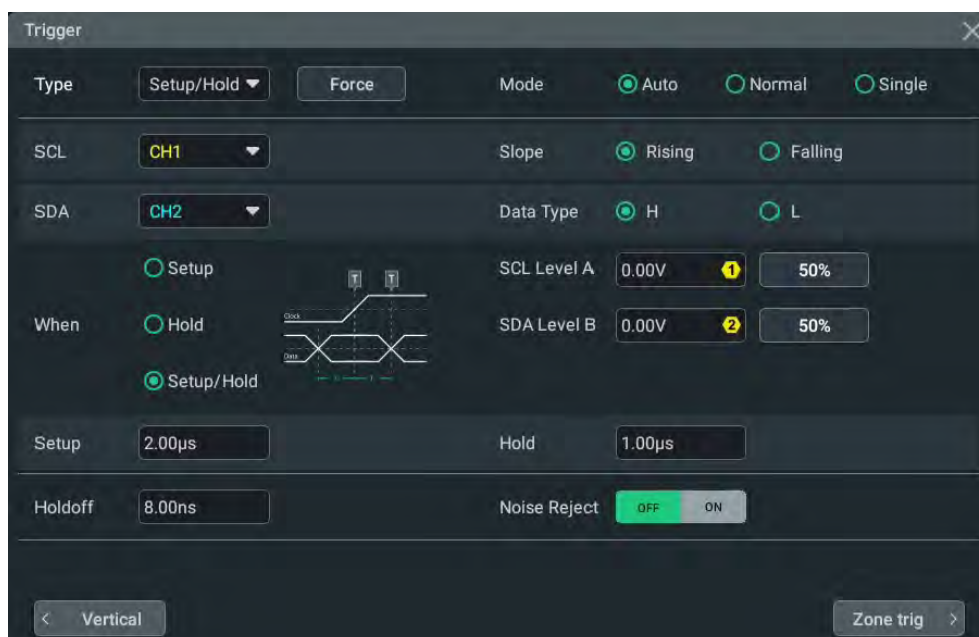 Trigger
Type Setup/Hold Force Mode Auto Normal Single
SCL CH1 Slope Rising Falling
SDA CH2 Data Type H L
Setup
T T
SCL Level A 0.00V 1 50%
Clock
When Hold SDA Level B 0.00V 2 50%
Data
Setup/Hold
Setup 2.00µs Hold 1.00µs
Holdoff 8.00ns Noise Reject OFF ON
< Vertical Zone trig >